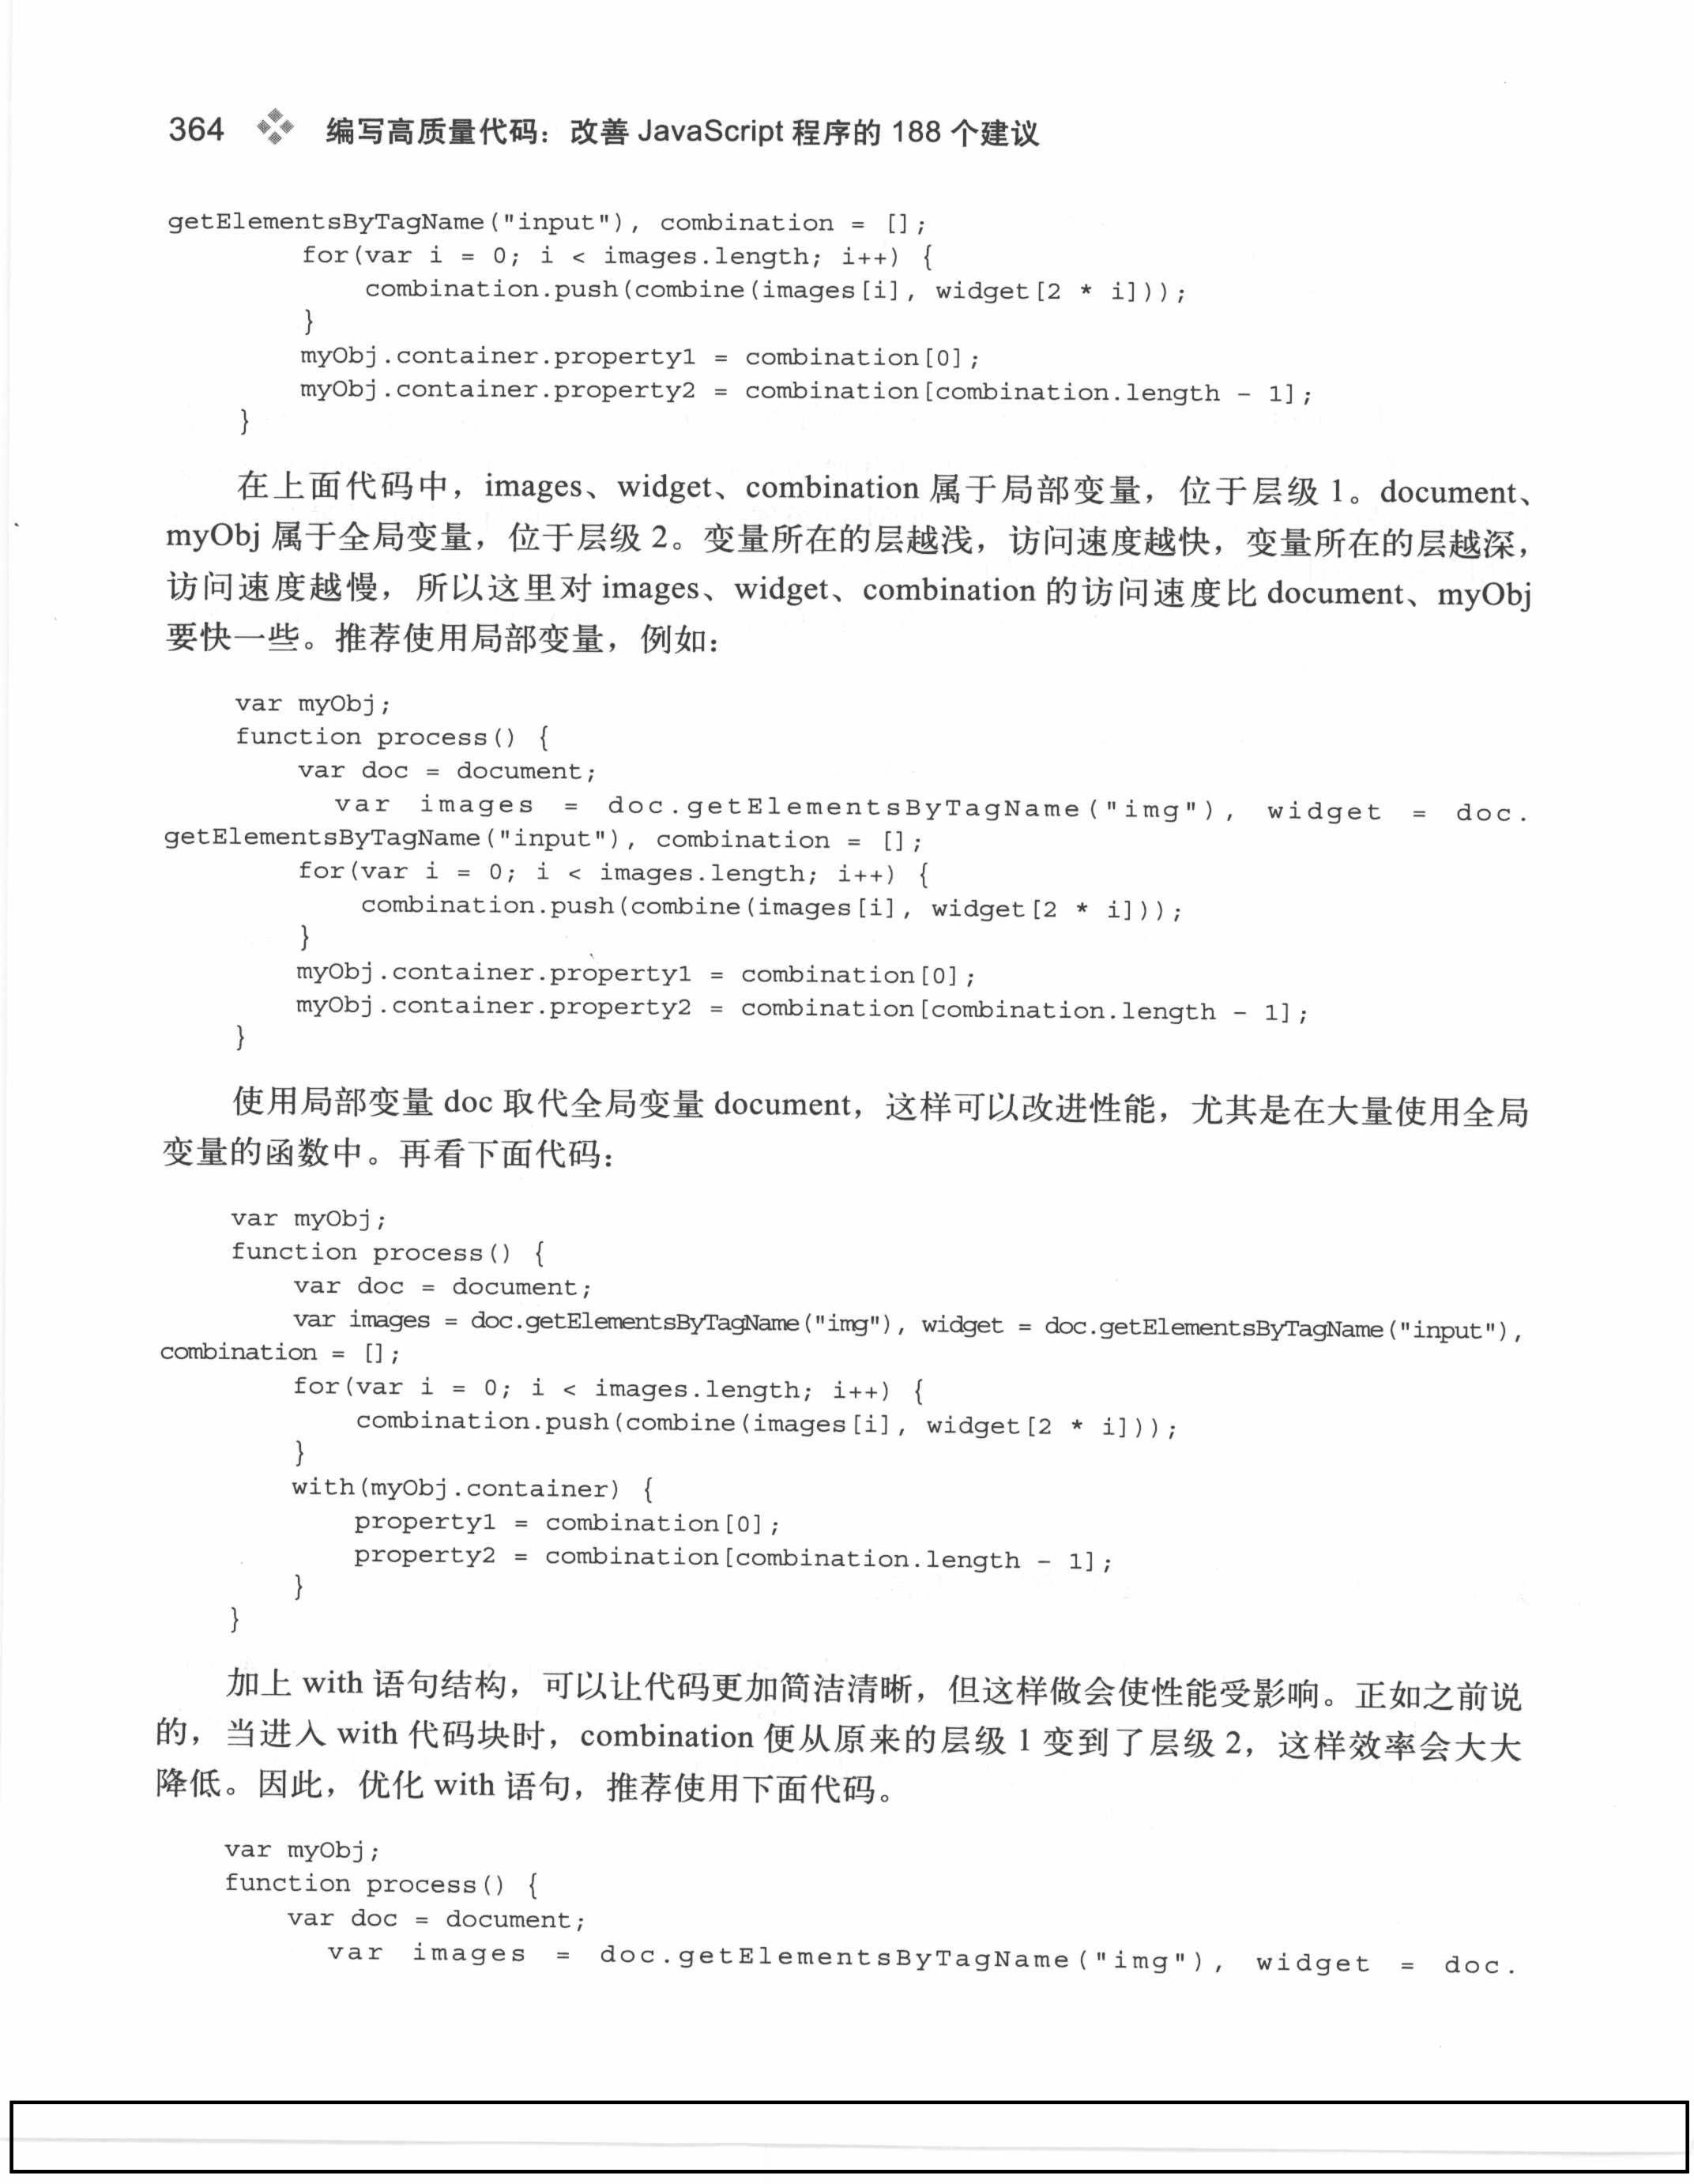 364 编写高质量代码：改善 JavaScript 程序的 188 个建议
getElementsByTagName("input"), combination = [];
for(var i = 0; i < images.length; i++) {
combination.push(combine(images[i], widget[2 * i]));
}
myObj.container.property1 = combination[0];
myObj.container.property2 = combination[combination.length - 1];
}
在上面代码中，images、widget、combination 属于局部变量，位于层级 1。document、
myObj 属于全局变量，位于层级 2。变量所在的层越浅，访问速度越快，变量所在的层越深，
访问速度越慢，所以这里对 images、widget、combination 的访问速度比 document、myObj
要快一些。推荐使用局部变量，例如：
var myObj;
function process() {
var doc = document;
var images = doc.getElementsByTagName("img"), widget = doc.
getElementsByTagName("input"), combination = [];
for(var i = 0; i < images.length; i++) {
combination.push(combine(images[i], widget[2 * i]));
}
myObj.container.property1 = combination[0];
myObj.container.property2 = combination[combination.length - 1];
}
使用局部变量 doc 取代全局变量 document，这样可以改进性能，尤其是在大量使用全局
变量的函数中。再看下面代码：
var myObj;
function process() {
var doc = document;
var images = doc.getElementsByTagName("img"), widget = doc.getElementsByTagName("input"),
combination = [];
for(var i = 0; i < images.length; i++) {
combination.push(combine(images[i], widget[2 * i]));
}
with(myObj.container) {
property1 = combination[0];
property2 = combination[combination.length - 1];
}
}
加上 with 语句结构，可以让代码更加简洁清晰，但这样做会使性能受影响。正如之前说
的，当进入 with 代码块时，combination 便从原来的层级 1 变到了层级 2，这样效率会大大
降低。因此，优化 with 语句，推荐使用下面代码。
var myObj;
function process() {
var doc = document;
var images = doc.getElementsByTagName("img"), widget = doc.